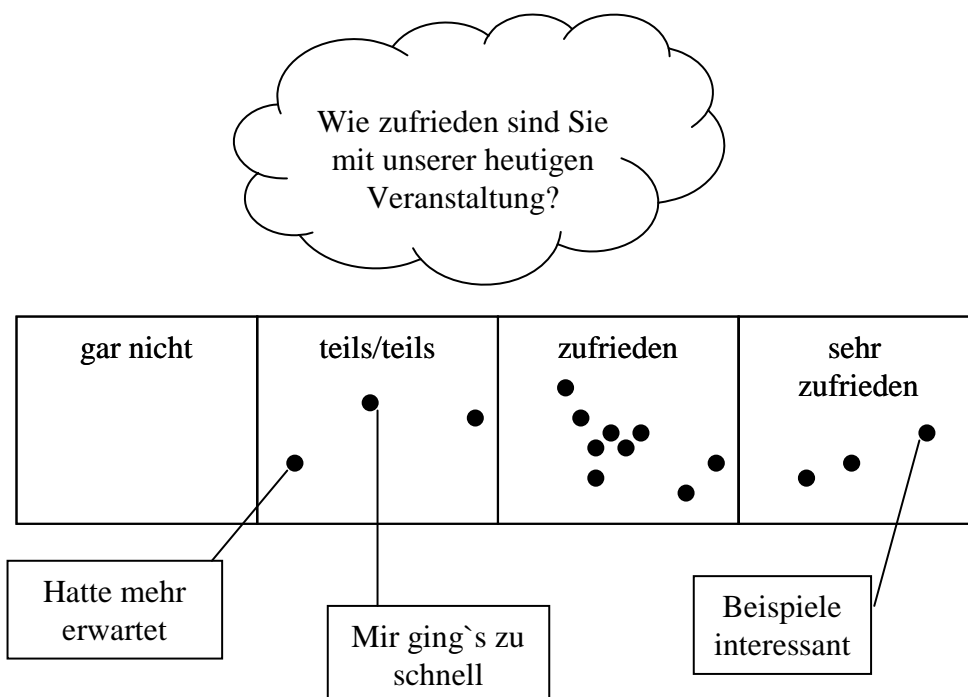 Wie zufrieden sind Sie
mit unserer heutigen
Veranstaltung?
gar nicht
teils/teils
zufrieden
sehr
zufrieden
Hatte mehr
erwartet
Mir ging`s zu
schnell
Beispiele
interessant